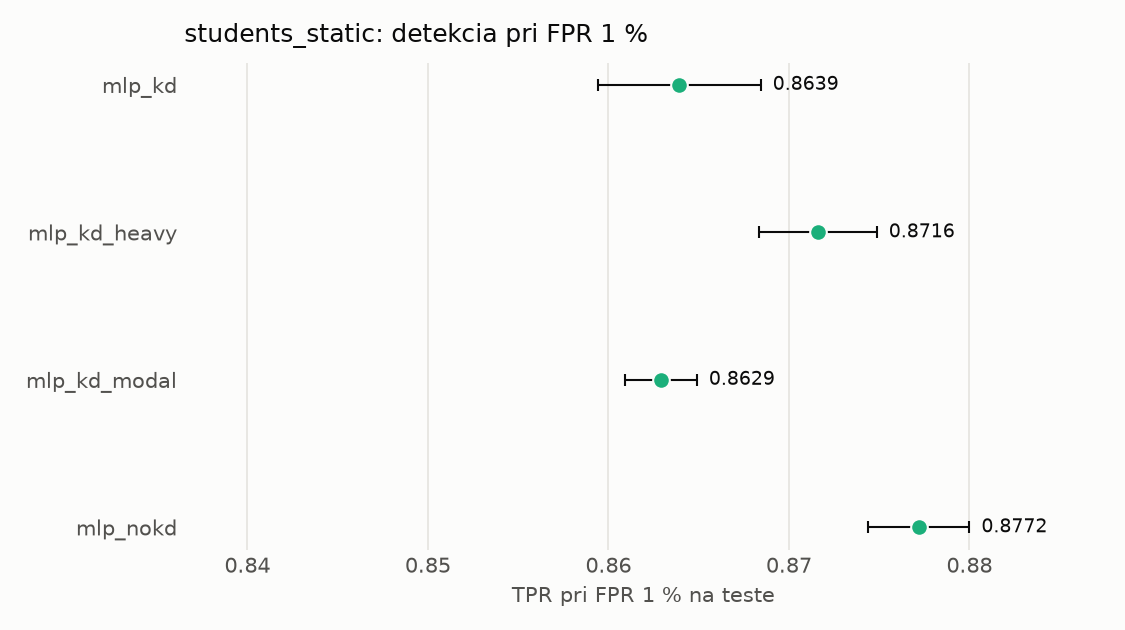 students_static: detekcia pri FPR 1 %
mlp_kd
0.8639
mlp_kd_heavy
0.8716
mlp_kd_modal
0.8629
mlp_nokd
0.8772
0.84
0.85
0.86
0.87
0.88
TPR pri FPR 1 % na teste